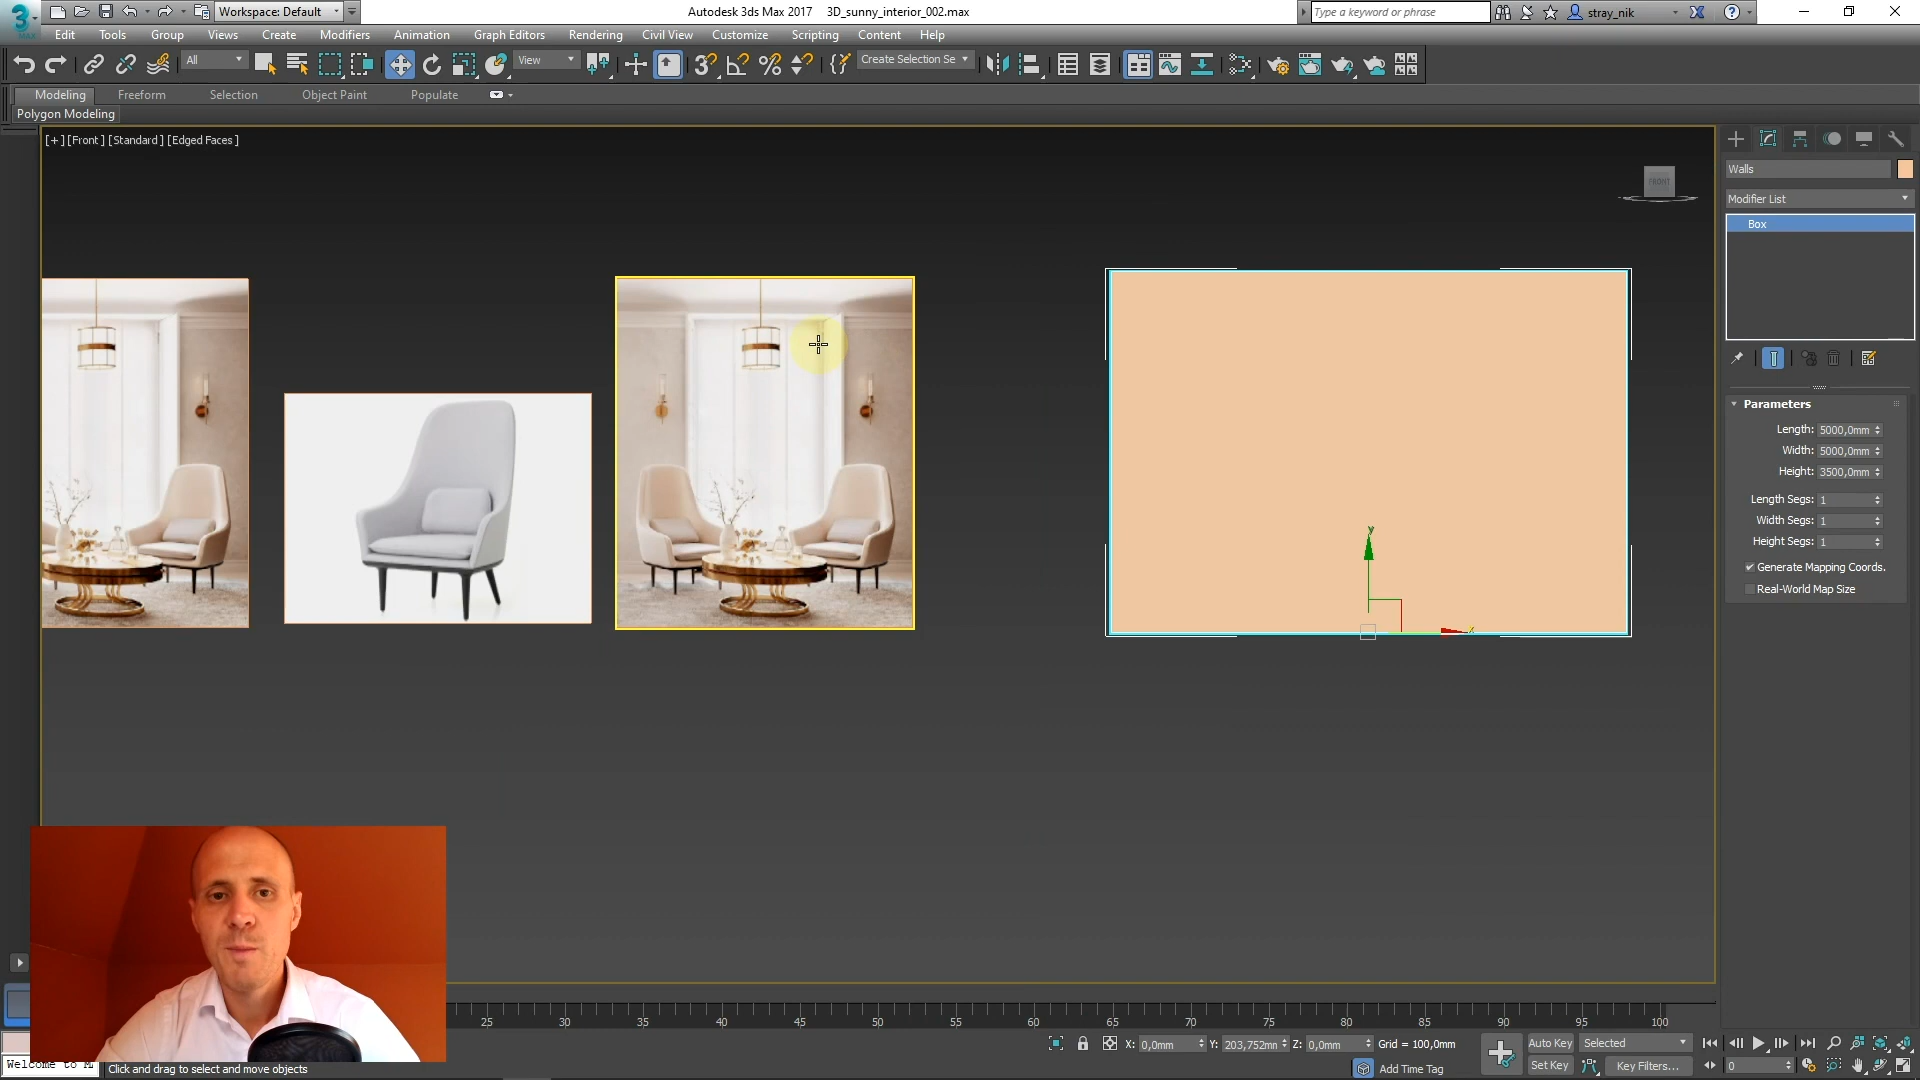 Workspace: Default
Autodesk 3ds Max 2017 3D_sunny_interior_002.max
Type a keyword or phrase
stray_nik
3
MAX
Edit Tools Group Views Create Modifiers Animation Graph Editors Rendering Civil View Customize Scripting Content Help
All
View
Create Selection Se
Modeling Freeform Selection Object Paint Populate
Polygon Modeling
[+] [Front] [Standard] [Edged Faces]
FRONT
Walls
Modifier List
Box
Parameters
Length: 5000,0mm
Width: 5000,0mm
Height: 3500,0mm
Length Segs: 1
Width Segs: 1
Height Segs: 1
Generate Mapping Coords.
Real-World Map Size
y
x
25 30 35 40 45 50 55 60 65 70 75 80 85 90 95 100
X: 0,0mm Y: 203,752mm Z: 0,0mm Grid = 100,0mm
Auto Key Selected
Set Key Key Filters... 0
Welcome to M
Click and drag to select and move objects
Add Time Tag